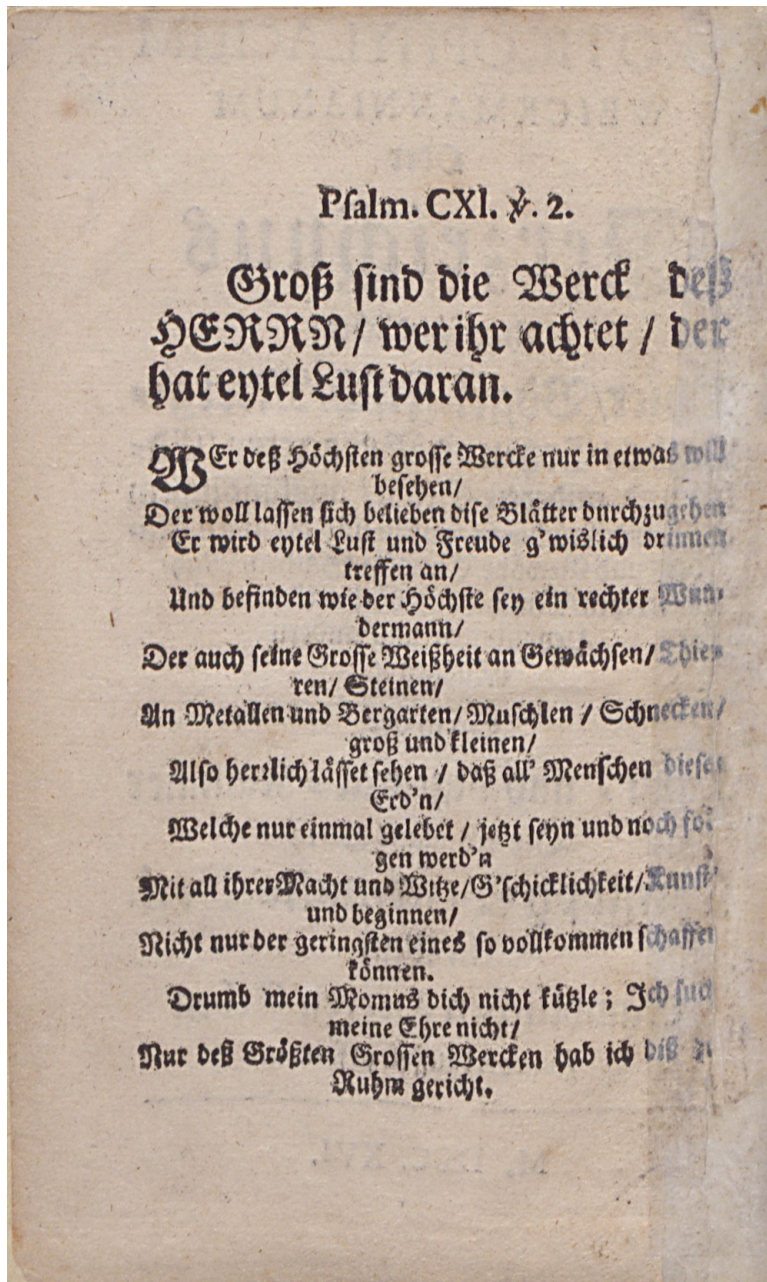 Psalm. CXI. ℣. 2.
Groß sind die Werck deß
HERRN / wer ihr achtet / der
hat eytel Lust daran.
WEr deß Höchsten grosse Wercke nur in etwas will
besehen/
Der woll lassen sich belieben dise Blätter durchzugehen
Er wird eytel Lust und Freude g'wislich drinnen
treffen an/
Und befinden wie der Höchste sey ein rechter Wun-
dermann/
Der auch seine Grosse Weißheit an Gewächsen/ Thie-
ren/ Steinen/
An Metallen und Bergarten/ Muschlen / Schnecken/
groß und kleinen/
Also herrlich lässet sehen / daß all' Menschen dieser
Erd'n/
Welche nur einmal gelebet / jetzt seyn und noch fol-
gen werd'n
Mit all ihrer Macht und Witze/ G'schicklichkeit/ Kunst
und beginnen/
Nicht nur der geringsten eines so vollkommen schaffen
können.
Drumb mein Momus dich nicht kützle ; Ich such
meine Ehre nicht/
Nur deß Größten Grossen Wercken hab ich diß
Ruhm gericht.